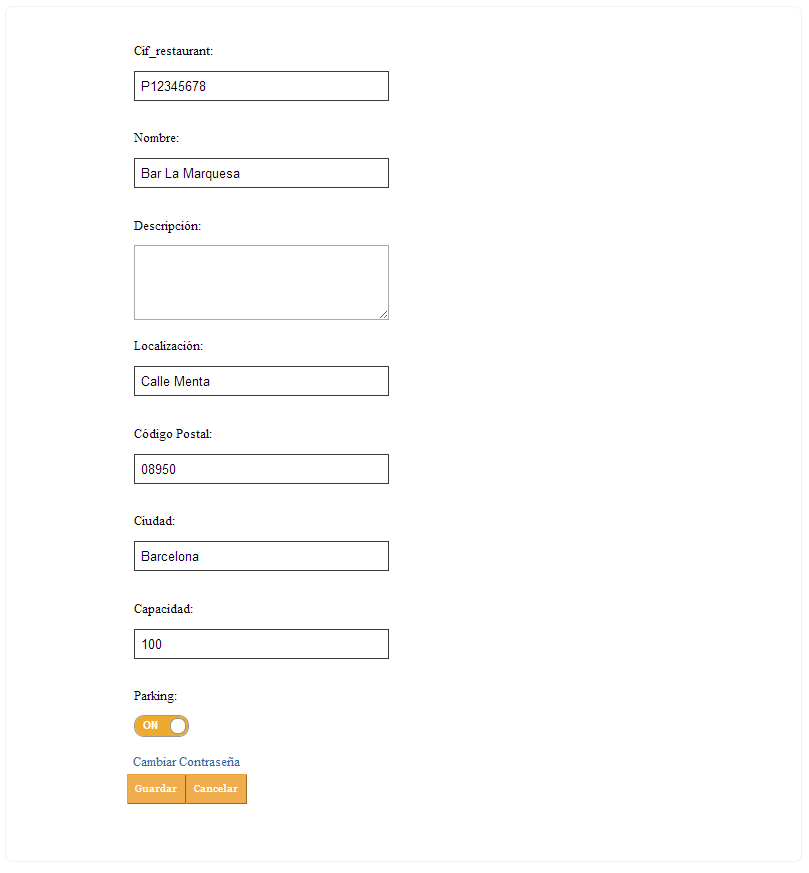 Cif_restaurant:
P12345678
Nombre:
Bar La Marquesa
Descripción:
Localización:
Calle Menta
Código Postal:
08950
Ciudad:
Barcelona
Capacidad:
100
Parking:
ON
Cambiar Contraseña
Guardar Cancelar